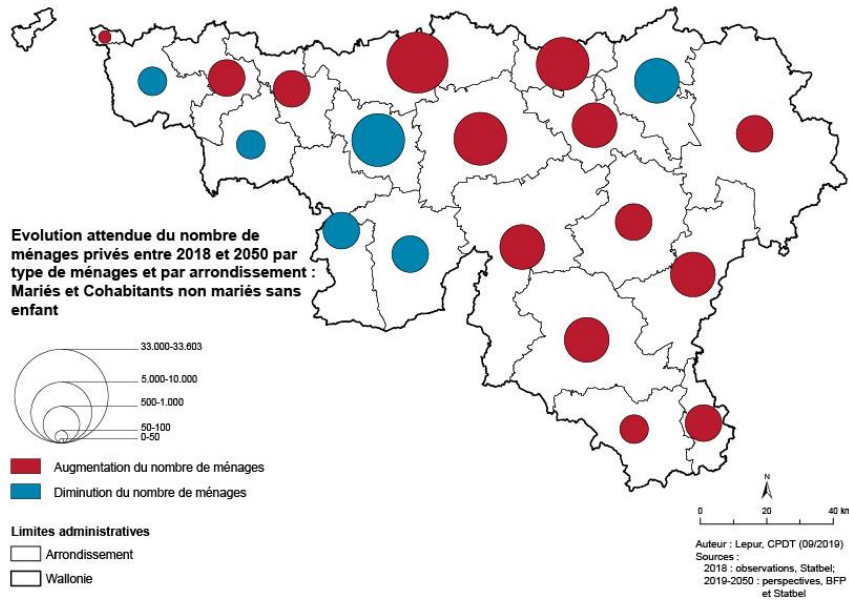 Evolution attendue du nombre de
ménages privés entre 2018 et 2050 par
type de ménages et par arrondissement :
Mariés et Cohabitants non mariés sans
enfant
33.000-33.603
5.000-10.000
500-1.000
50-100
0-50
Augmentation du nombre de ménages
Diminution du nombre de ménages
Limites administratives
Arrondissement
Wallonie
N
0 20 40 km
Auteur : Lepur, CPDT (09/2019)
Sources :
2018 : observations, Statbel;
2019-2050 : perspectives, BFP
et Statbel